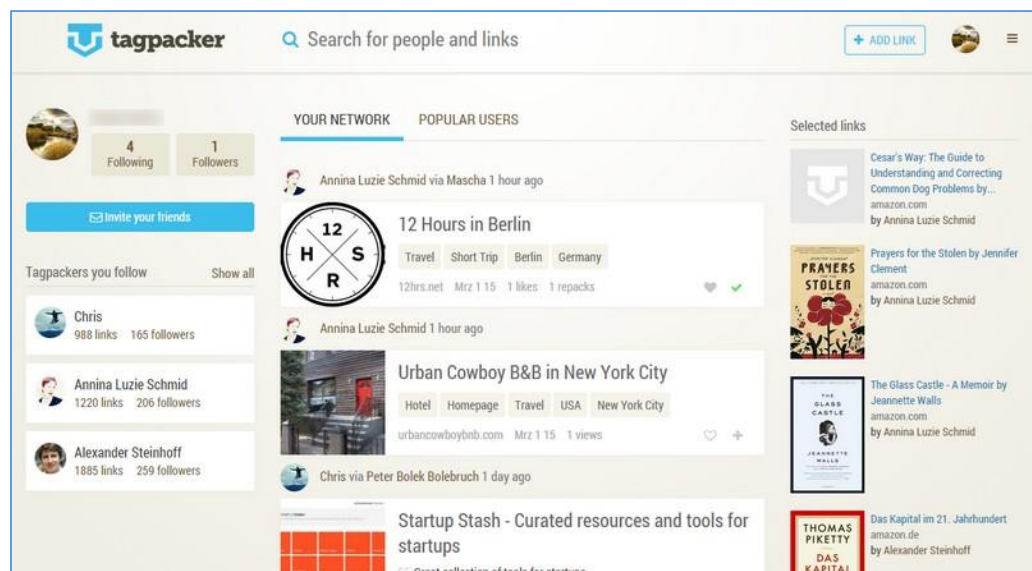 tagpacker
Search for people and links
+ ADD LINK
4
Following
1
Followers
Invite your friends
Tagpackers you follow
Show all
Chris
988 links 165 followers
Annina Luzie Schmid
1220 links 206 followers
Alexander Steinhoff
1885 links 259 followers
YOUR NETWORK
POPULAR USERS
Annina Luzie Schmid via Mascha 1 hour ago
12
H S
R
12 Hours in Berlin
Travel Short Trip Berlin Germany
12hrs.net Mrz 1 15 1 likes 1 repacks
Annina Luzie Schmid 1 hour ago
Urban Cowboy B&B in New York City
Hotel Homepage Travel USA New York City
urbancowboybnb.com Mrz 1 15 1 views
Chris via Peter Bolek Bolebruch 1 day ago
Startup Stash - Curated resources and tools for
startups
Great collection of tools for startups
Selected links
Cesar's Way: The Guide to
Understanding and Correcting
Common Dog Problems by...
amazon.com
by Annina Luzie Schmid
PRAYERS
STOLEN
Prayers for the Stolen by Jennifer
Clement
amazon.com
by Annina Luzie Schmid
THE
GLASS
CASTLE
JEANNETTE
WALLS
The Glass Castle - A Memoir by
Jeannette Walls
amazon.com
by Annina Luzie Schmid
THOMAS
PIKETTY
DAS
KAPITAL
Das Kapital im 21. Jahrhundert
amazon.de
by Alexander Steinhoff